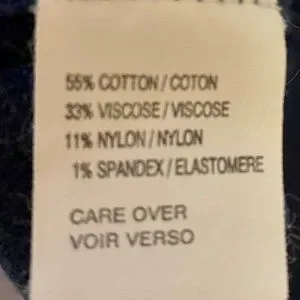 55% COTTON / COTON
33% VISCOSE / VISCOSE
11% NYLON / NYLON
1% SPANDEX / ELASTOMERE
CARE OVER
VOIR VERSO